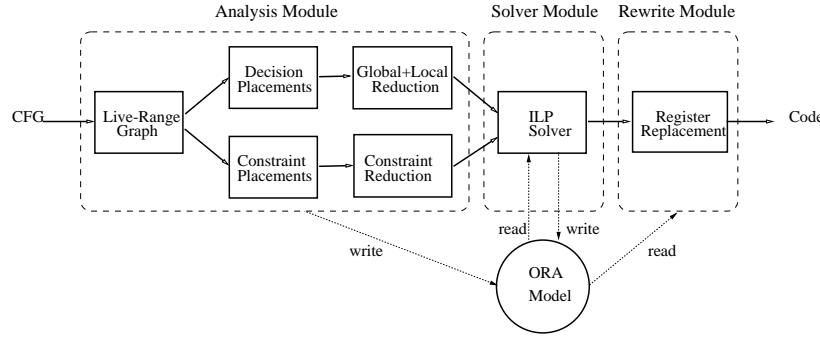 Analysis Module
Solver Module
Rewrite Module
CFG
Live-Range
Graph
Decision
Placements
Global+Local
Reduction
Constraint
Placements
Constraint
Reduction
ILP
Solver
Register
Replacement
Code
write
read
write
read
ORA
Model